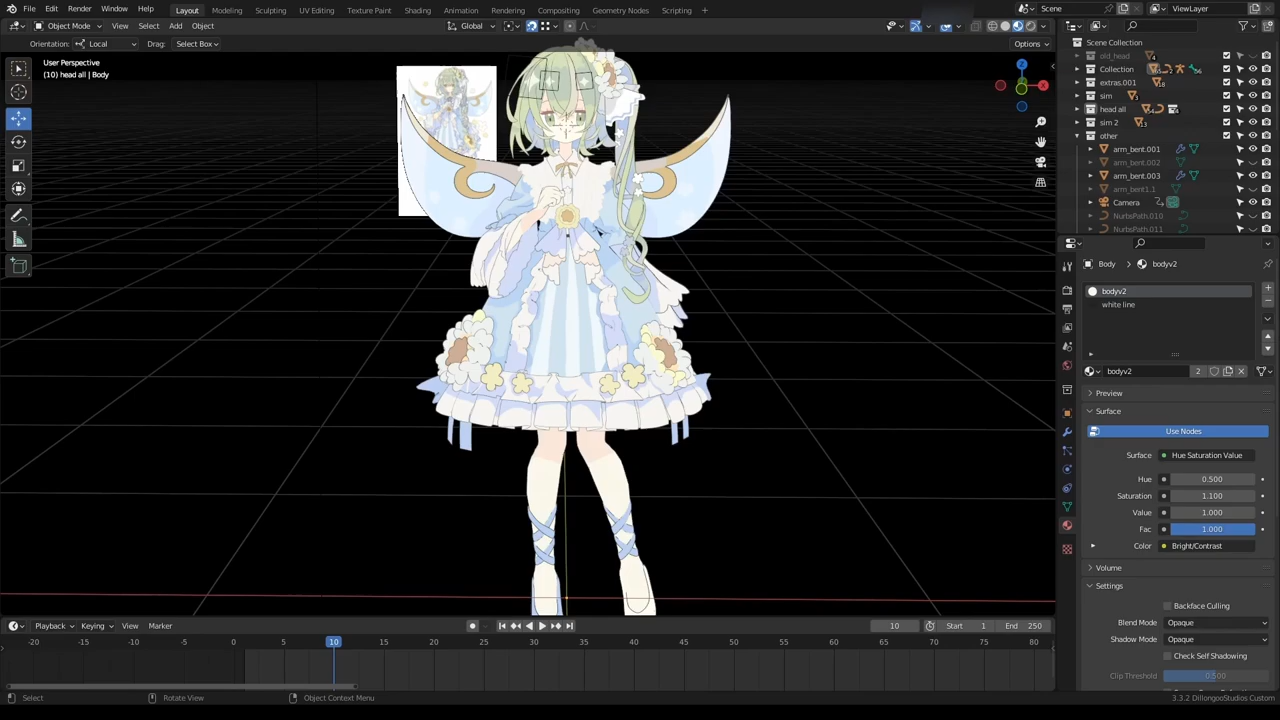 File Edit Render Window Help Layout Modeling Sculpting UV Editing Texture Paint Shading Animation Rendering Compositing Geometry Nodes Scripting Scene ViewLayer
Object Mode View Select Add Object Global
Orientation: Local Drag: Select Box Options
User Perspective
(10) head all | Body
Scene Collection
old_head
Collection
extras.001
sim
head all
sim 2
other
arm_bent.001
arm_bent.002
arm_bent.003
arm_bent1.1
Camera
NurbsPath.010
NurbsPath.011
Body bodyv2
bodyv2
white line
bodyv2 2
Preview
Surface
Use Nodes
Surface Hue Saturation Value
Hue 0.500
Saturation 1.100
Value 1.000
Fac 1.000
Color Bright/Contrast
Volume
Settings
Backface Culling
Blend Mode Opaque
Shadow Mode Opaque
Check Self Shadowing
Clip Threshold 0.500
Playback Keying View Marker 10 Start 1 End 250
-20 -15 -10 -5 0 5 10 15 20 25 30 35 40 45 50 55 60 65 70 75 80
Select Rotate View Object Context Menu 3.3.2 DillongooStudios Custom